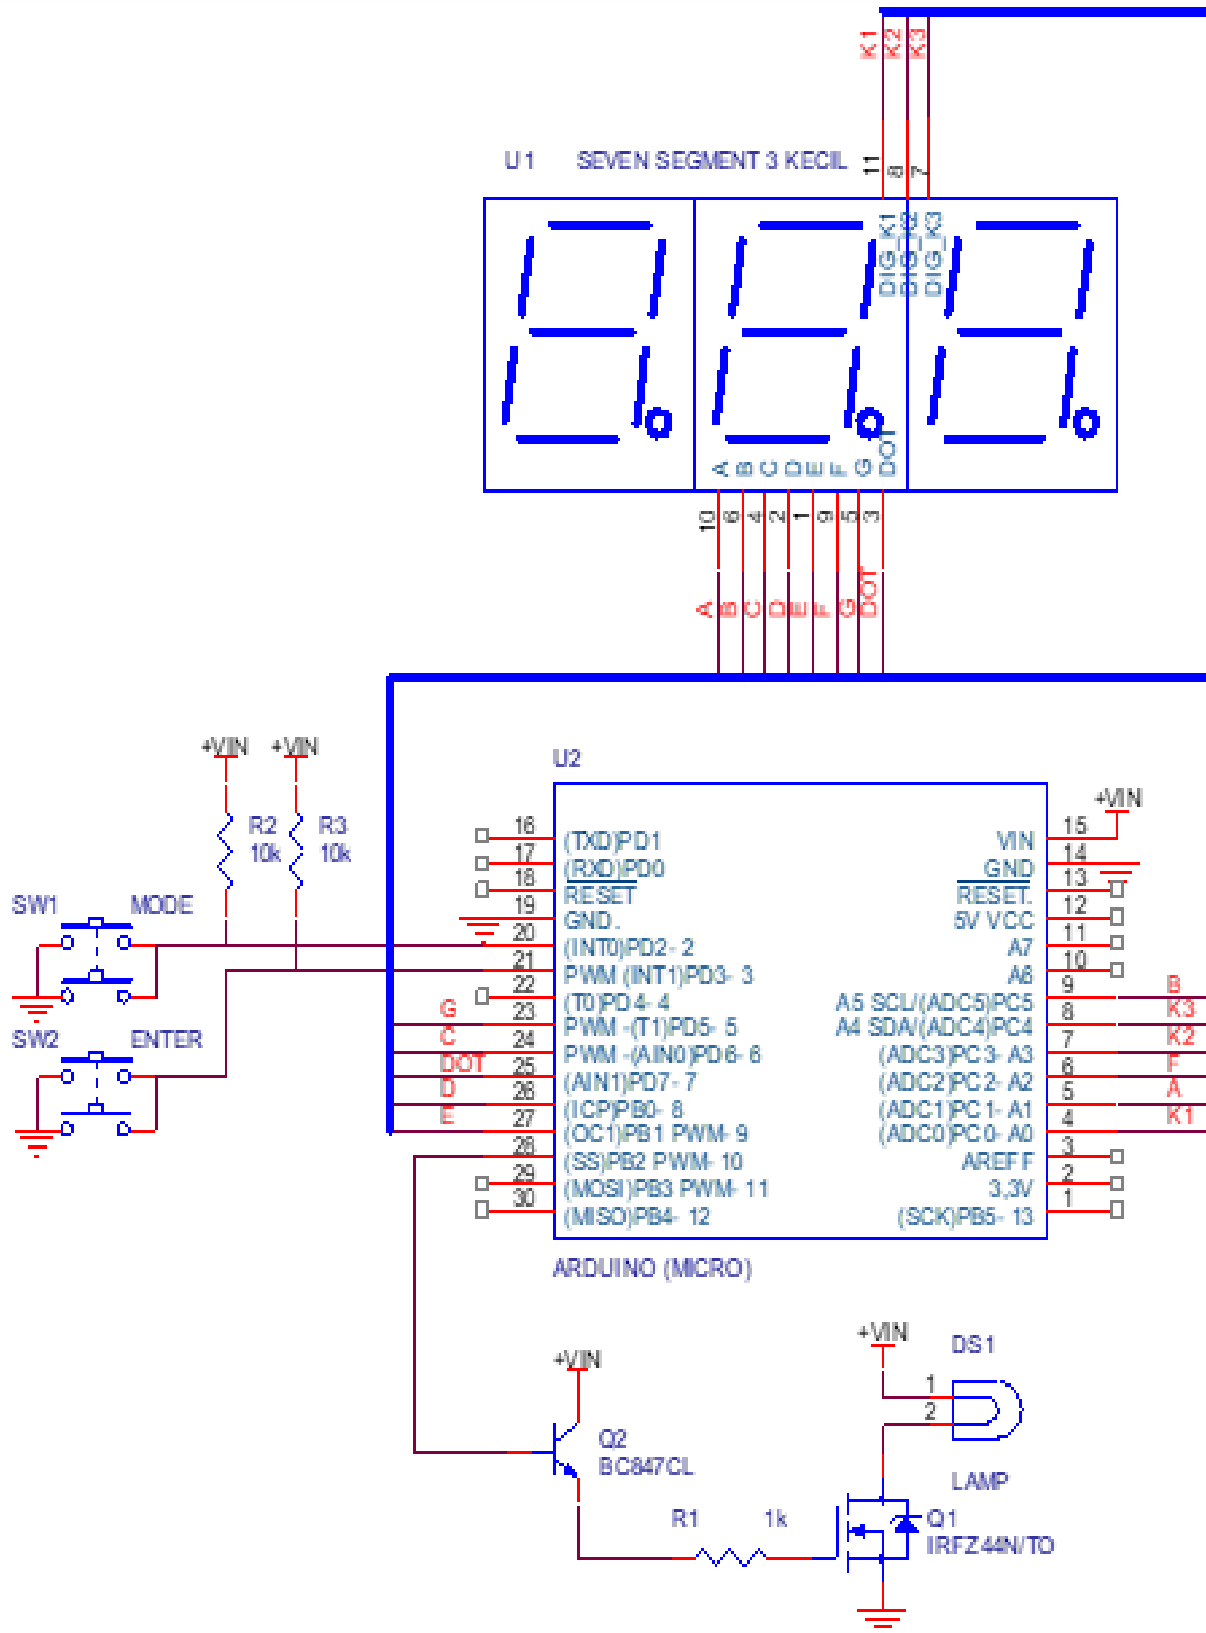 K1
K2
K3
U1 SEVEN SEGMENT 3 KECIL
11
8
7
DIG_K1
DIG_K2
DIG_K3
A
B
C
D
E
F
G
DOT
10
6
4
2
1
9
5
3
A
B
C
D
E
F
G
DOT
+VIN +VIN
R2
10k
R3
10k
SW1 MODE
SW2 ENTER
U2
+VIN
16 (TXD)PD1 VIN 15
17 (RXD)PD0 GND 14
18 RESET RESET. 13
19 GND. 5V VCC 12
20 (INT0)PD2- 2 A7 11
21 PWM (INT1)PD3- 3 A6 10
22 (T0)PD4- 4 A5 SCL/(ADC5)PC5 9 B
G 23 PWM -(T1)PD5- 5 A4 SDA/(ADC4)PC4 8 K3
C 24 PWM -(AIN0)PD6- 6 (ADC3)PC3- A3 7 K2
DOT 25 (AIN1)PD7- 7 (ADC2)PC2- A2 6 F
D 26 (ICP)PB0- 8 (ADC1)PC1- A1 5 A
E 27 (OC1)PB1 PWM- 9 (ADC0)PC0- A0 4 K1
28 (SS)PB2 PWM- 10 AREFF 3
29 (MOSI)PB3 PWM- 11 3,3V 2
30 (MISO)PB4- 12 (SCK)PB5- 13 1
ARDUINO (MICRO)
+VIN
DS1
1
2
LAMP
+VIN
Q2
BC847CL
R1 1k
Q1
IRFZ44N/TO